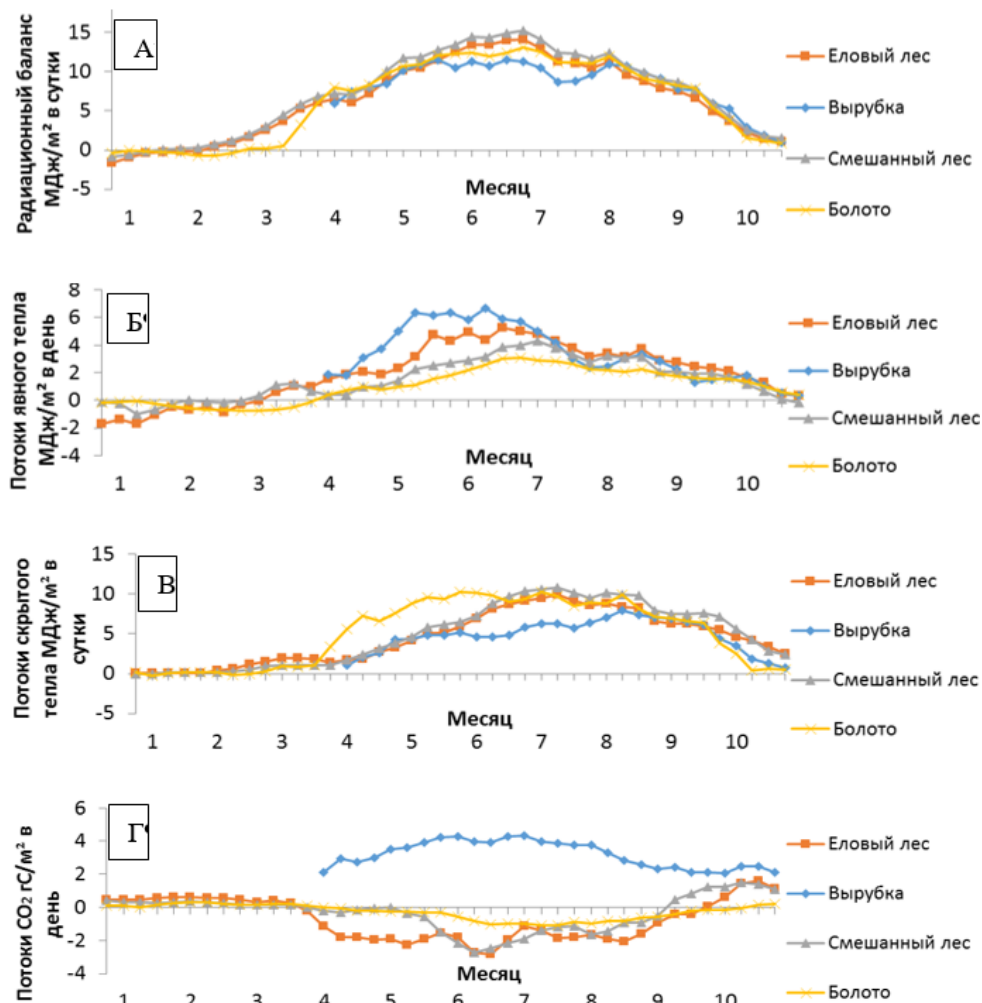 Радиационный баланс
МДж/м² в сутки
А
15
10
5
0
-5
Месяц
1 2 3 4 5 6 7 8 9 10
Еловый лес
Вырубка
Смешанный лес
Болото
Потоки явного тепла
МДж/м² в день
Б
8
6
4
2
0
-2
-4
Месяц
1 2 3 4 5 6 7 8 9 10
Еловый лес
Вырубка
Смешанный лес
Болото
Потоки скрытого
тепла МДж/м² в
сутки
В
15
10
5
0
-5
Месяц
1 2 3 4 5 6 7 8 9 10
Еловый лес
Вырубка
Смешанный лес
Болото
Потоки CO₂ гС/м² в
день
Г
6
4
2
0
-2
-4
Месяц
1 2 3 4 5 6 7 8 9 10
Еловый лес
Вырубка
Смешанный лес
Болото